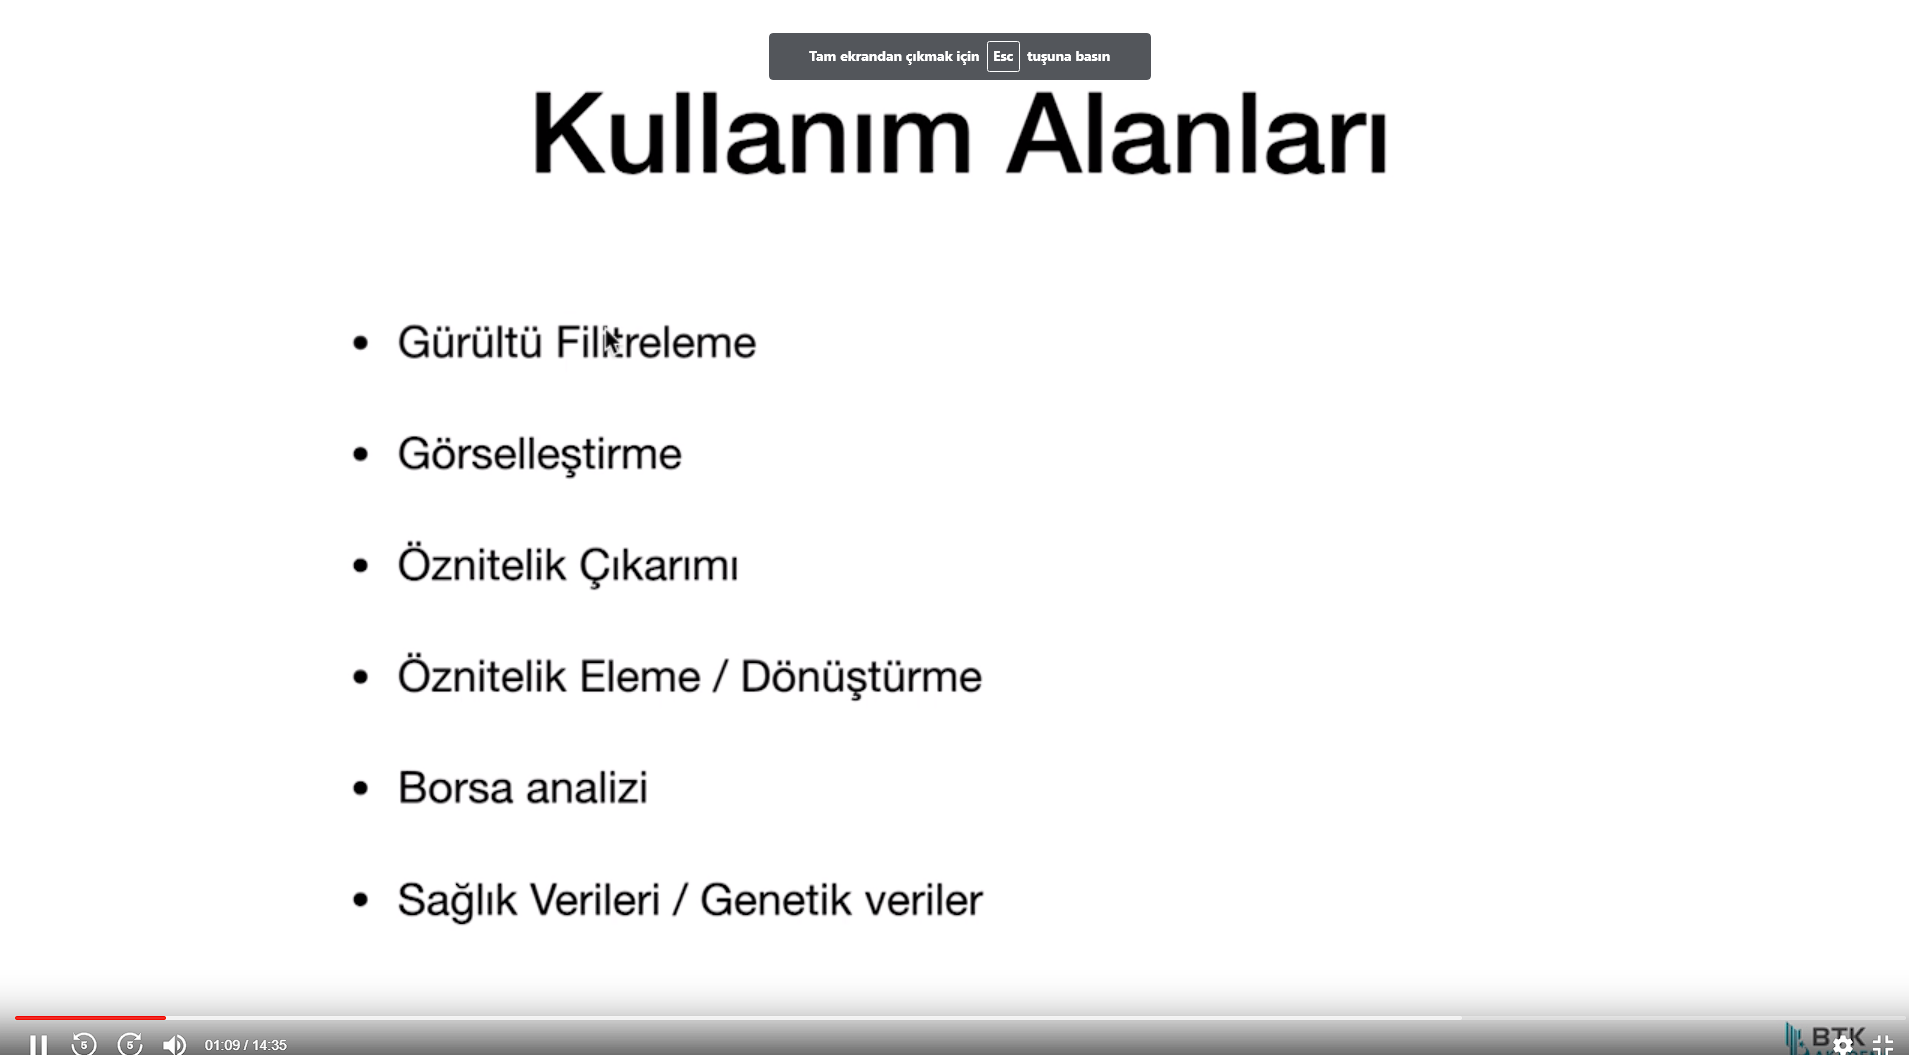 Tam ekrandan çıkmak için Esc tuşuna basın
Kullanım Alanları
• Gürültü Filitreleme
• Görselleştirme
• Öznitelik Çıkarımı
• Öznitelik Eleme / Dönüştürme
• Borsa analizi
• Sağlık Verileri / Genetik veriler
5 5 01:09 / 14:35
BTK